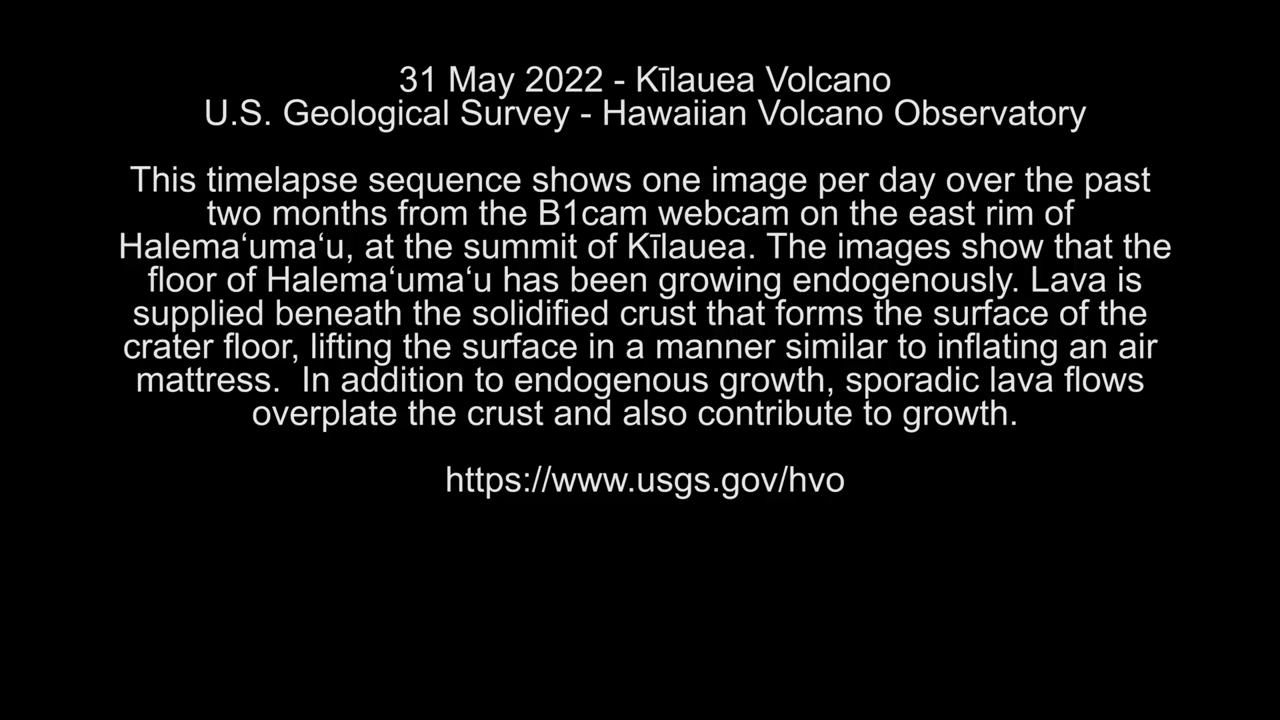 31 May 2022 - Kīlauea Volcano
U.S. Geological Survey - Hawaiian Volcano Observatory
This timelapse sequence shows one image per day over the past
two months from the B1cam webcam on the east rim of
Halemaʻumaʻu, at the summit of Kīlauea. The images show that the
floor of Halemaʻumaʻu has been growing endogenously. Lava is
supplied beneath the solidified crust that forms the surface of the
crater floor, lifting the surface in a manner similar to inflating an air
mattress.  In addition to endogenous growth, sporadic lava flows
overplate the crust and also contribute to growth.
https://www.usgs.gov/hvo